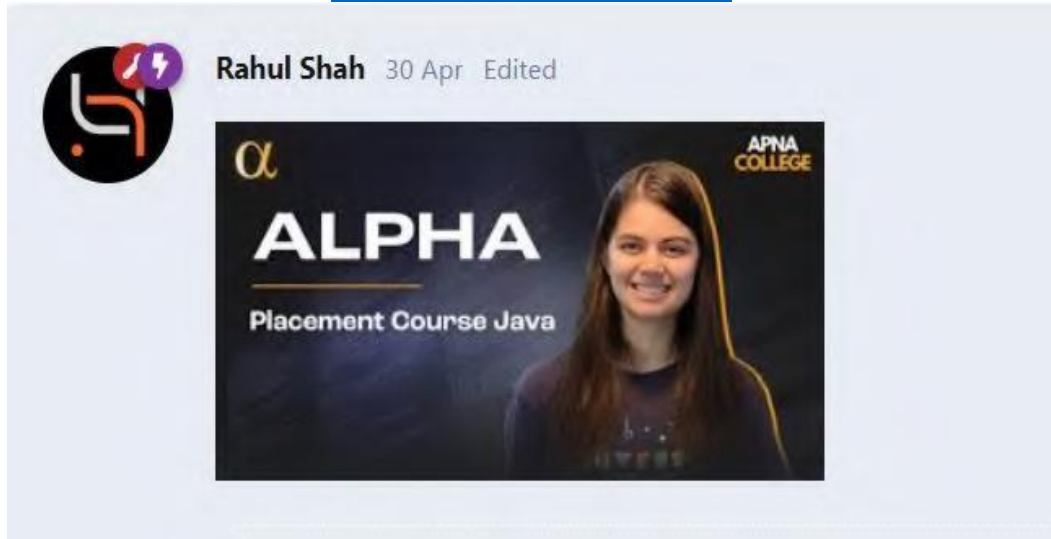 Rahul Shah 30 Apr Edited
α
APNA
COLLEGE
ALPHA
Placement Course Java